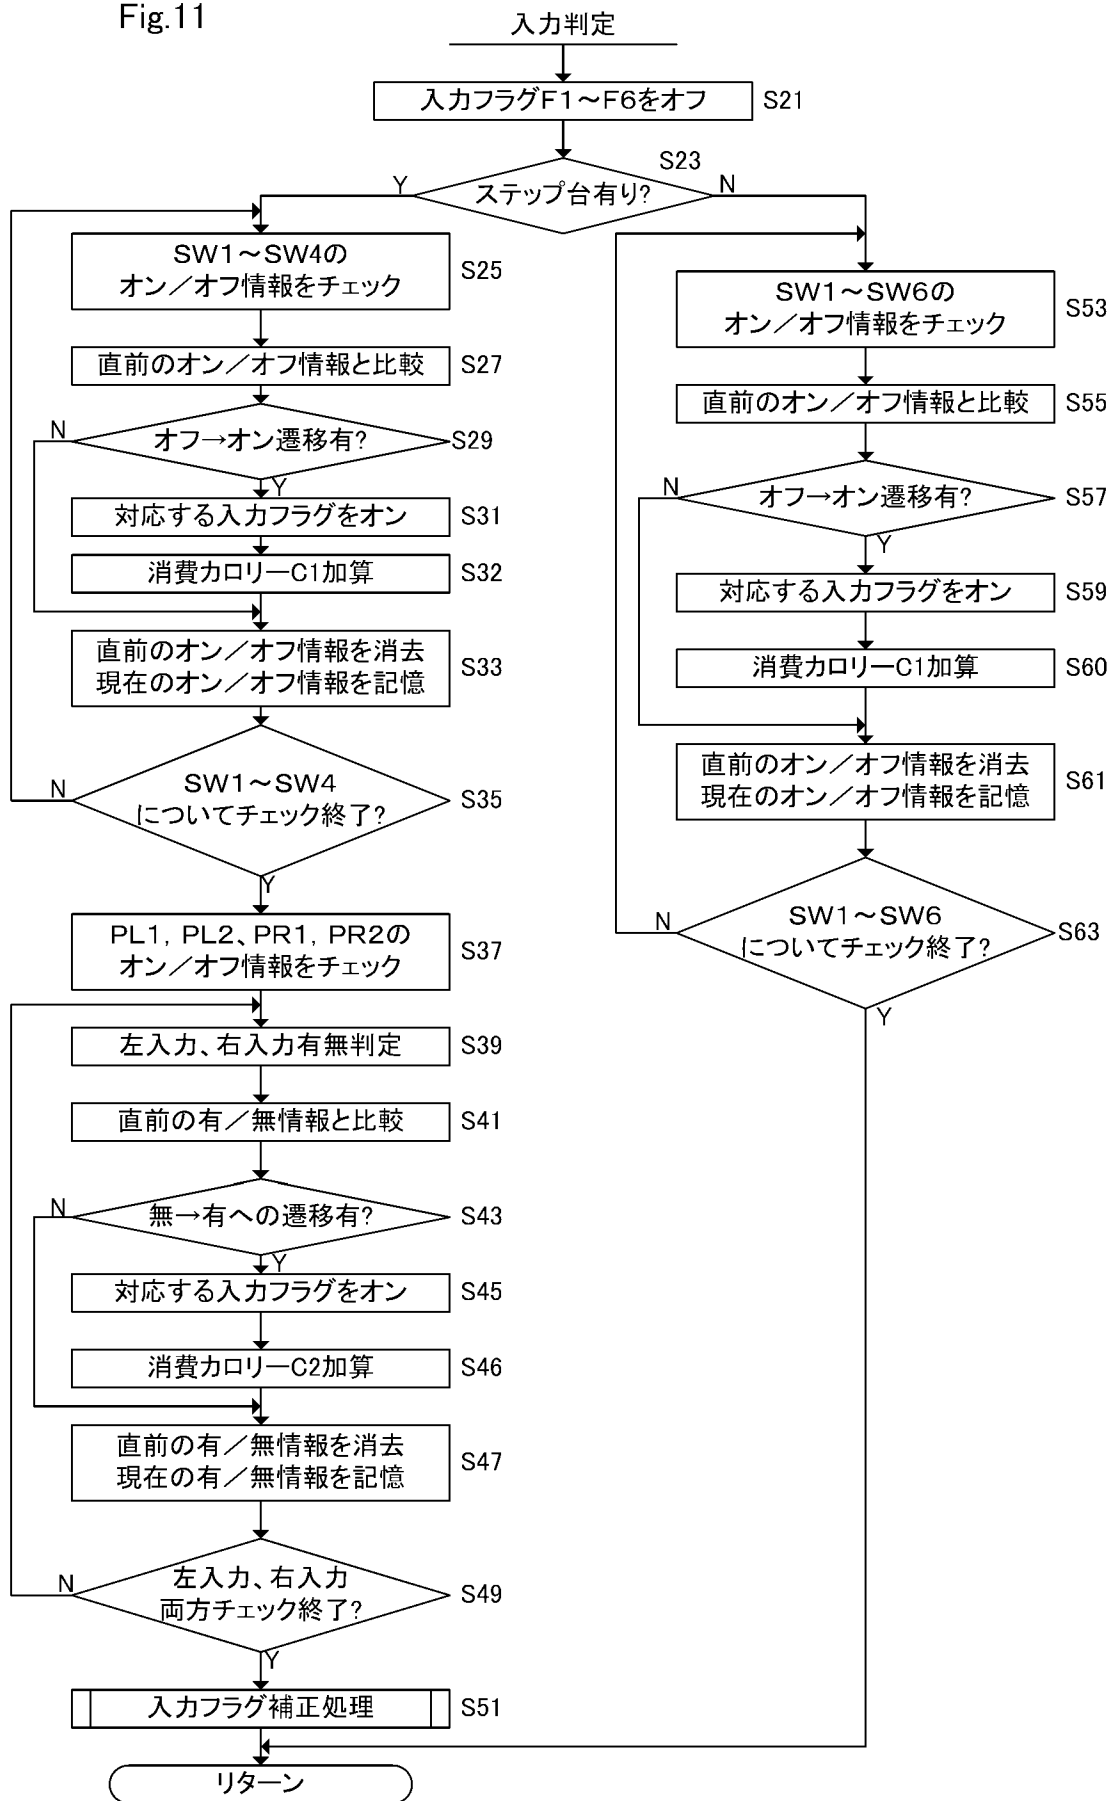 Fig.11
入力判定
入力フラグF1～F6をオフ
S21
S23
ステップ台有り?
Y
N
SW1～SW4の
オン／オフ情報をチェック
S25
直前のオン／オフ情報と比較
S27
オフ→オン遷移有?
S29
N
Y
対応する入力フラグをオン
S31
消費カロリーC1加算
S32
直前のオン／オフ情報を消去
現在のオン／オフ情報を記憶
S33
SW1～SW4
についてチェック終了?
S35
N
Y
PL1, PL2、PR1, PR2の
オン／オフ情報をチェック
S37
左入力、右入力有無判定
S39
直前の有／無情報と比較
S41
無→有への遷移有?
S43
N
Y
対応する入力フラグをオン
S45
消費カロリーC2加算
S46
直前の有／無情報を消去
現在の有／無情報を記憶
S47
左入力、右入力
両方チェック終了?
S49
N
Y
入力フラグ補正処理
S51
リターン
SW1～SW6の
オン／オフ情報をチェック
S53
直前のオン／オフ情報と比較
S55
オフ→オン遷移有?
S57
N
Y
対応する入力フラグをオン
S59
消費カロリーC1加算
S60
直前のオン／オフ情報を消去
現在のオン／オフ情報を記憶
S61
SW1～SW6
についてチェック終了?
S63
N
Y